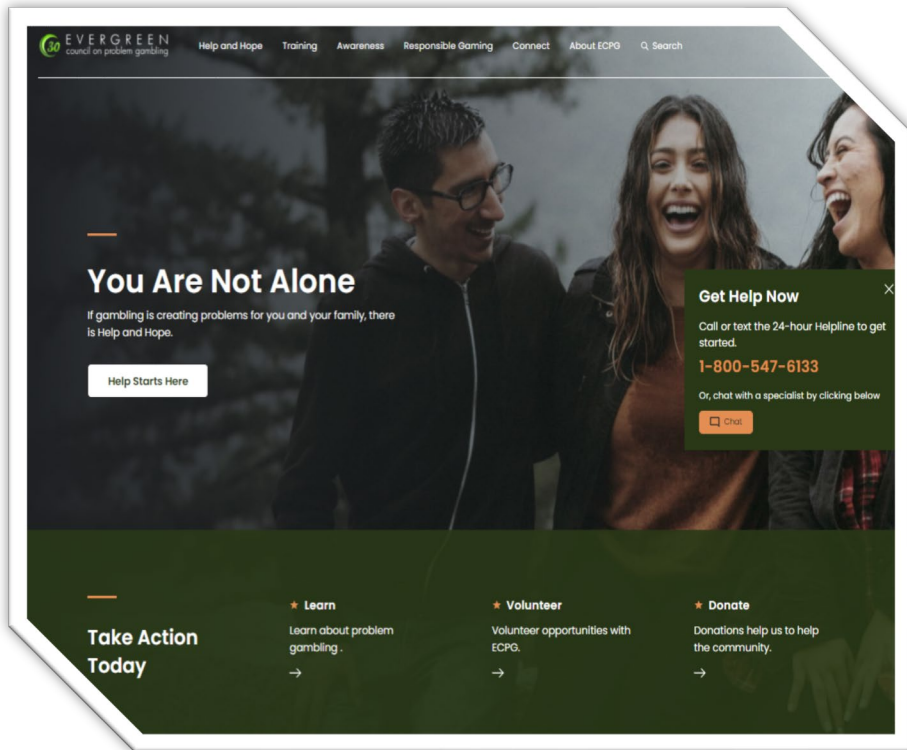 30 EVERGREEN
council on problem gambling
Help and Hope Training Awareness Responsible Gaming Connect About ECPG Search
You Are Not Alone
If gambling is creating problems for you and your family, there
is Help and Hope.
Help Starts Here
Get Help Now
Call or text the 24-hour Helpline to get
started.
1-800-547-6133
Or, chat with a specialist by clicking below
Chat
Take Action
Today
Learn
Learn about problem
gambling .
Volunteer
Volunteer opportunities with
ECPG.
Donate
Donations help us to help
the community.